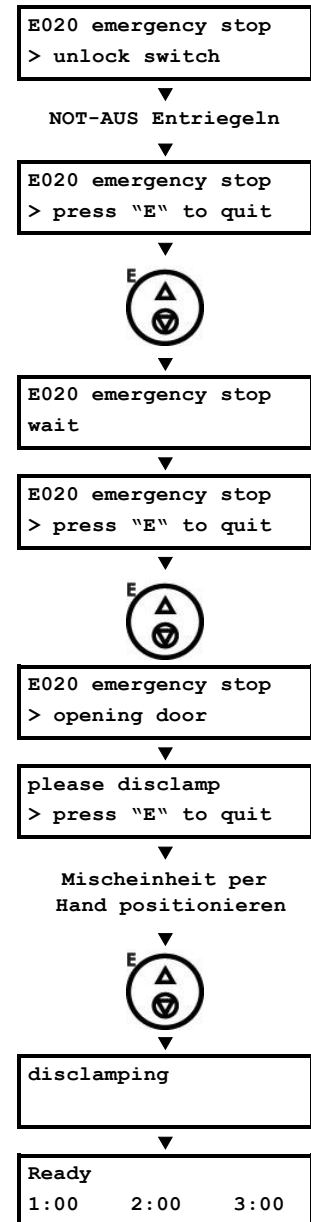 E020 emergency stop
> unlock switch
NOT-AUS Entriegeln
E020 emergency stop
> press “E“ to quit
E
E020 emergency stop
wait
E020 emergency stop
> press “E“ to quit
E
E020 emergency stop
> opening door
please disclamp
> press “E“ to quit
Mischeinheit per
Hand positionieren
E
disclamping
Ready
1:00 2:00 3:00